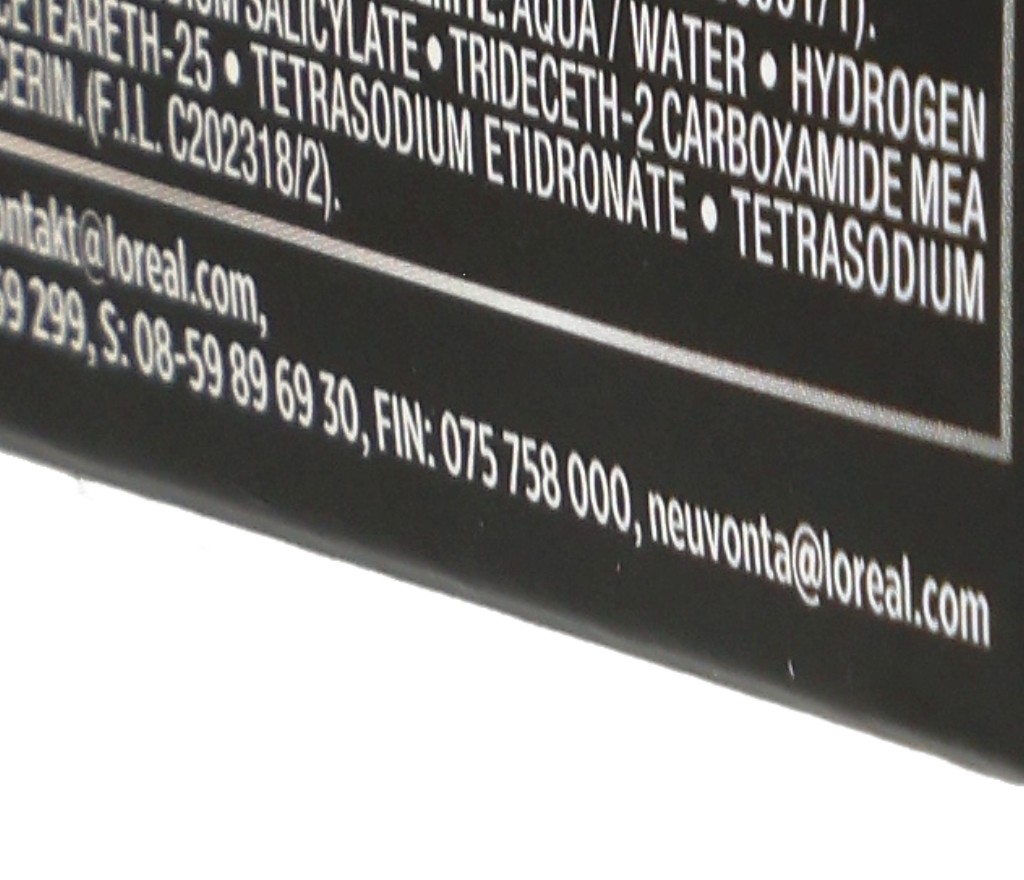 AQUA / WATER • HYDROGEN
SALICYLATE • TRIDECETH-2 CARBOXAMIDE MEA
CETEARETH-25 • TETRASODIUM ETIDRONATE • TETRASODIUM
(F.I.L. C202318/2).
ontakt@loreal.com,
69 299, S: 08-59 89 69 30, FIN: 075 758 000, neuvonta@loreal.com